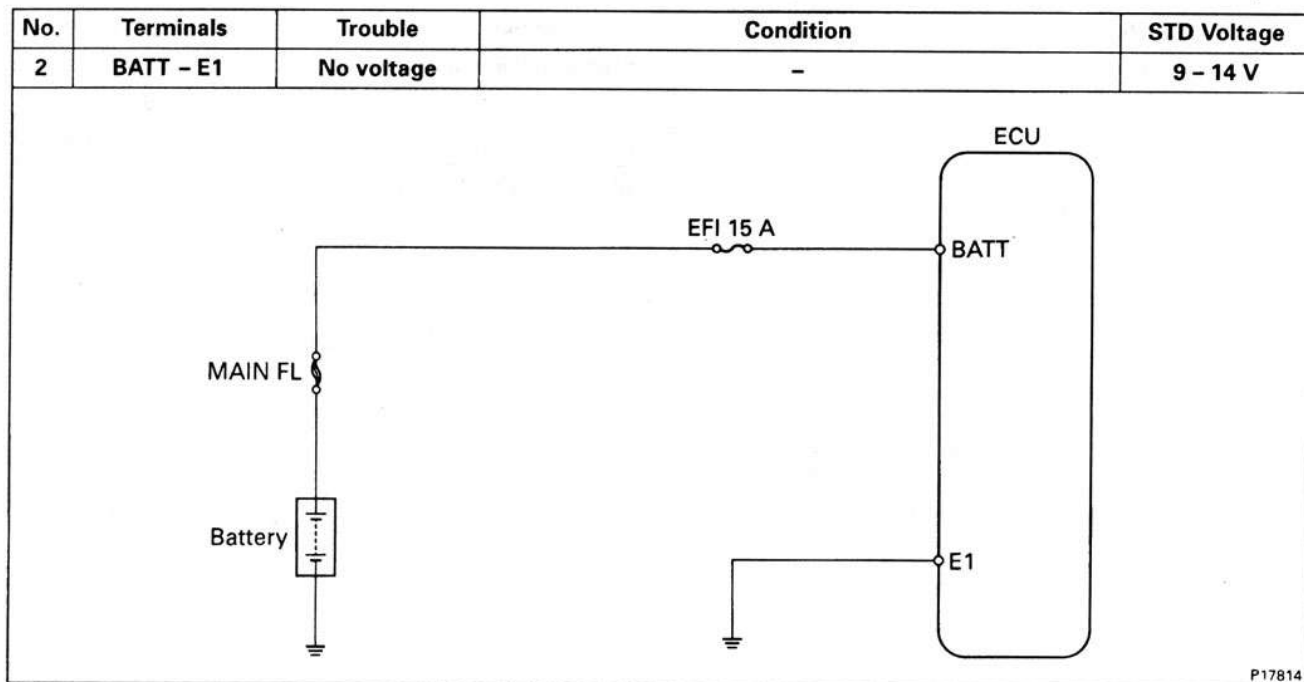 No. Terminals Trouble Condition STD Voltage
2 BATT – E1 No voltage – 9 – 14 V
ECU
EFI 15 A
BATT
MAIN FL
Battery
E1
P17814